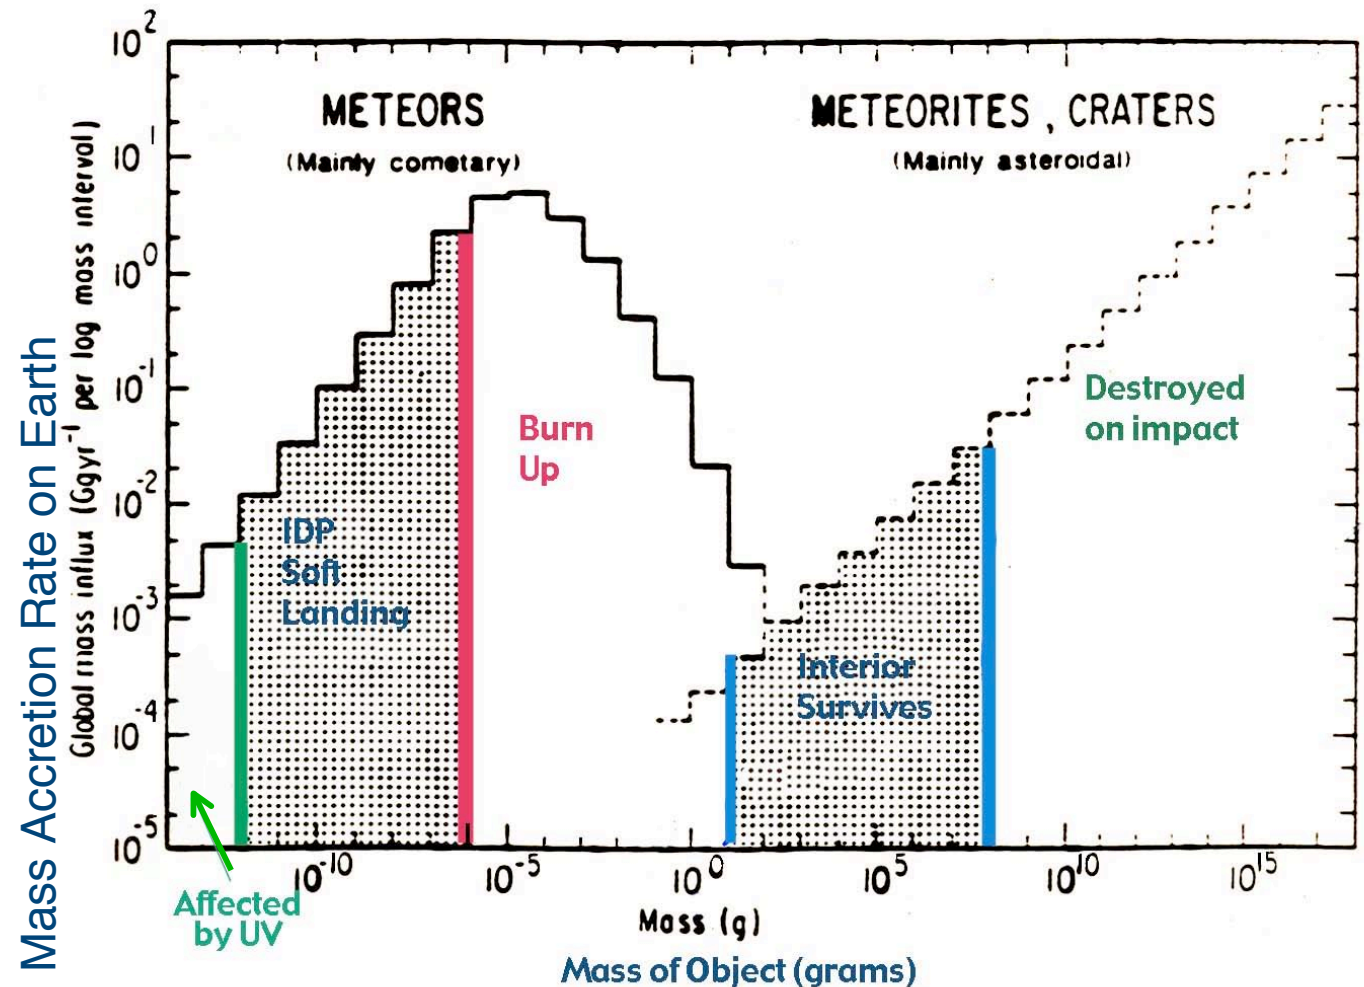 Mass Accretion Rate on Earth
Global mass influx (Ggyr⁻¹ per log mass interval)
10²
10¹
10⁰
10⁻¹
10⁻²
10⁻³
10⁻⁴
10⁻⁵
METEORS
(Mainly cometary)
METEORITES, CRATERS
(Mainly asteroidal)
Burn
Up
Destroyed
on impact
IDP
Soft
Landing
Interior
Survives
10⁻¹⁰
10⁻⁵
10⁰
10⁵
10¹⁰
10¹⁵
Affected
by UV
Mass (g)
Mass of Object (grams)